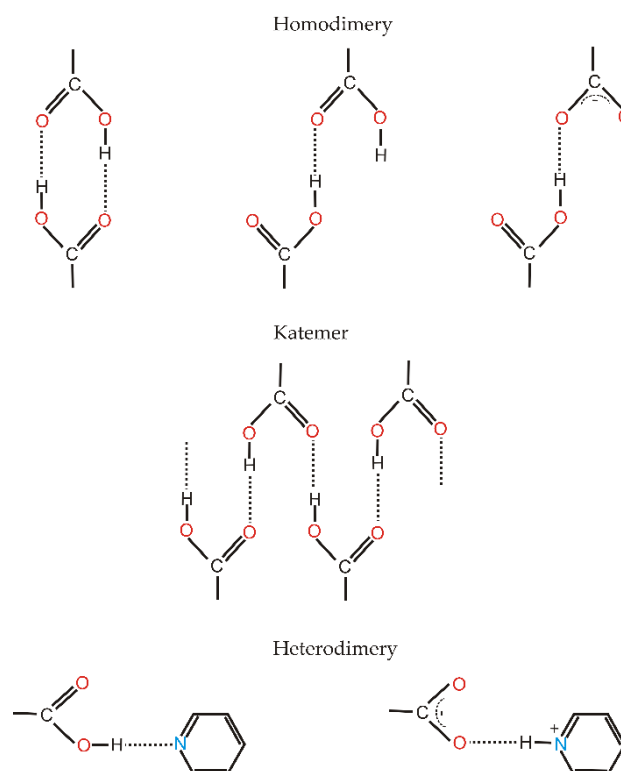 Homodimery
C C C
O O O O O O
H H
H H H
O O O O O O
C C C
Katemer
C C
O O O O
H H
H H
O O O O
C C
Heterodimery
O O
C C
+
O H N O H N